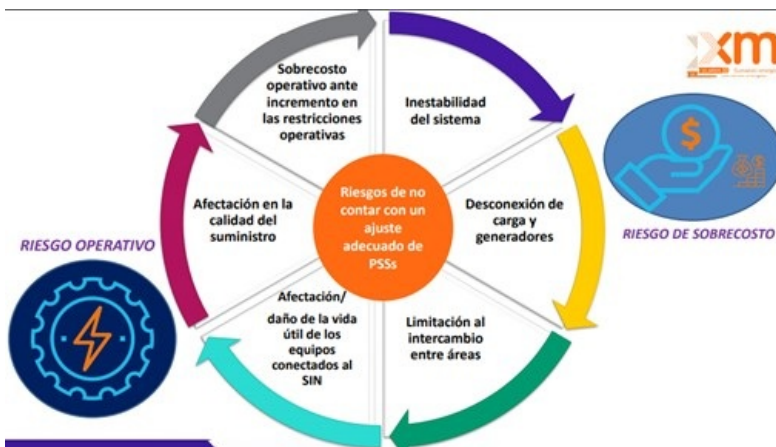 xm
Sobrecosto
operativo ante
incremento en
las restricciones
operativas
Inestabilidad
del sistema
Afectación en la
calidad del
suministro
Riesgos de no
contar con un
ajuste
adecuado de
PSSs
Desconexión de
carga y
generadores
RIESGO OPERATIVO
RIESGO DE SOBRECOSTO
Afectación/
daño de la vida
útil de los
equipos
conectados al
SIN
Limitación al
intercambio
entre áreas